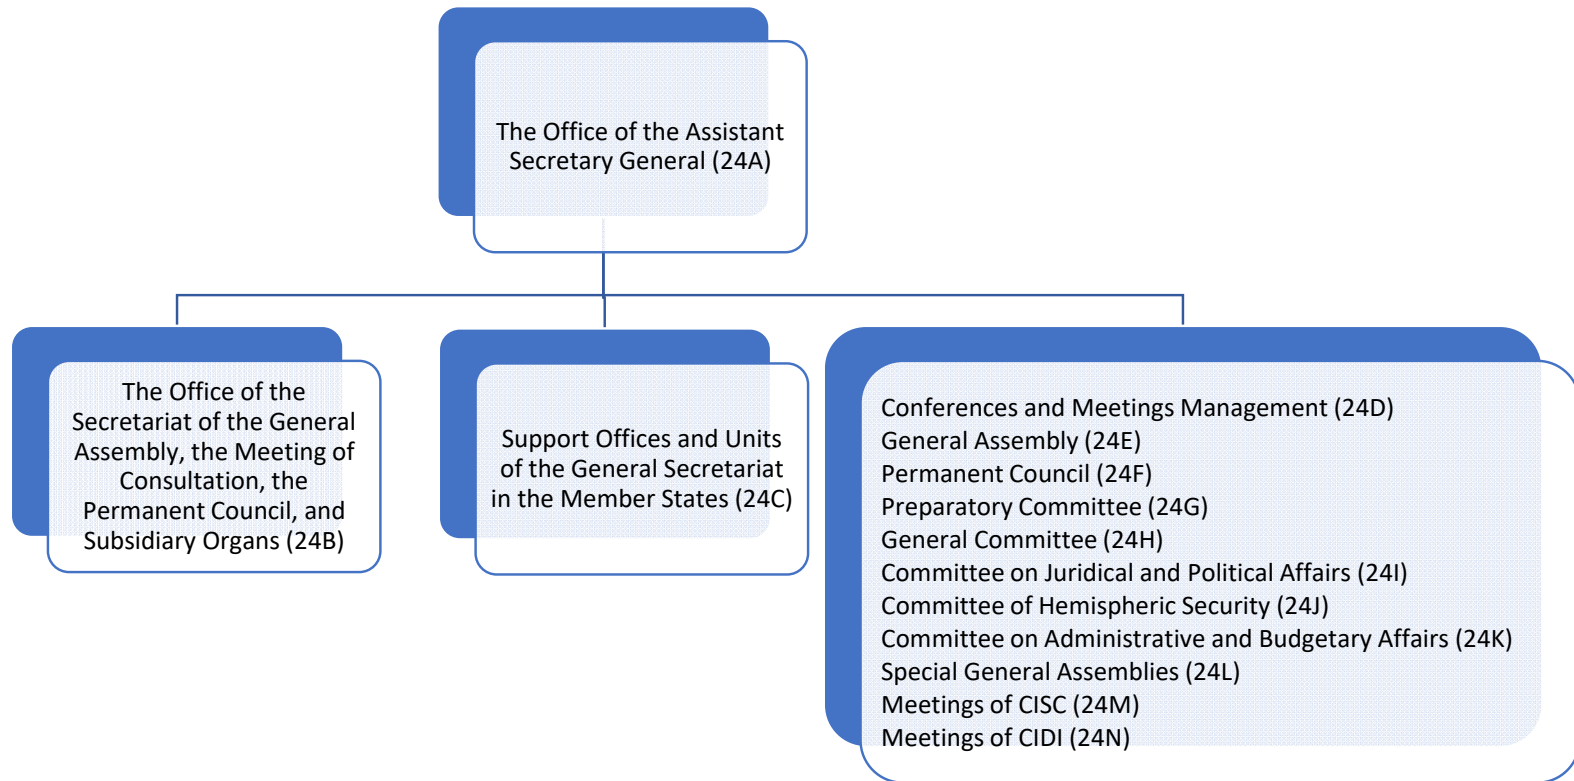 The Office of the Assistant
Secretary General (24A)
The Office of the
Secretariat of the General
Assembly, the Meeting of
Consultation, the
Permanent Council, and
Subsidiary Organs (24B)
Support Offices and Units
of the General Secretariat
in the Member States (24C)
Conferences and Meetings Management (24D)
General Assembly (24E)
Permanent Council (24F)
Preparatory Committee (24G)
General Committee (24H)
Committee on Juridical and Political Affairs (24I)
Committee of Hemispheric Security (24J)
Committee on Administrative and Budgetary Affairs (24K)
Special General Assemblies (24L)
Meetings of CISC (24M)
Meetings of CIDI (24N)